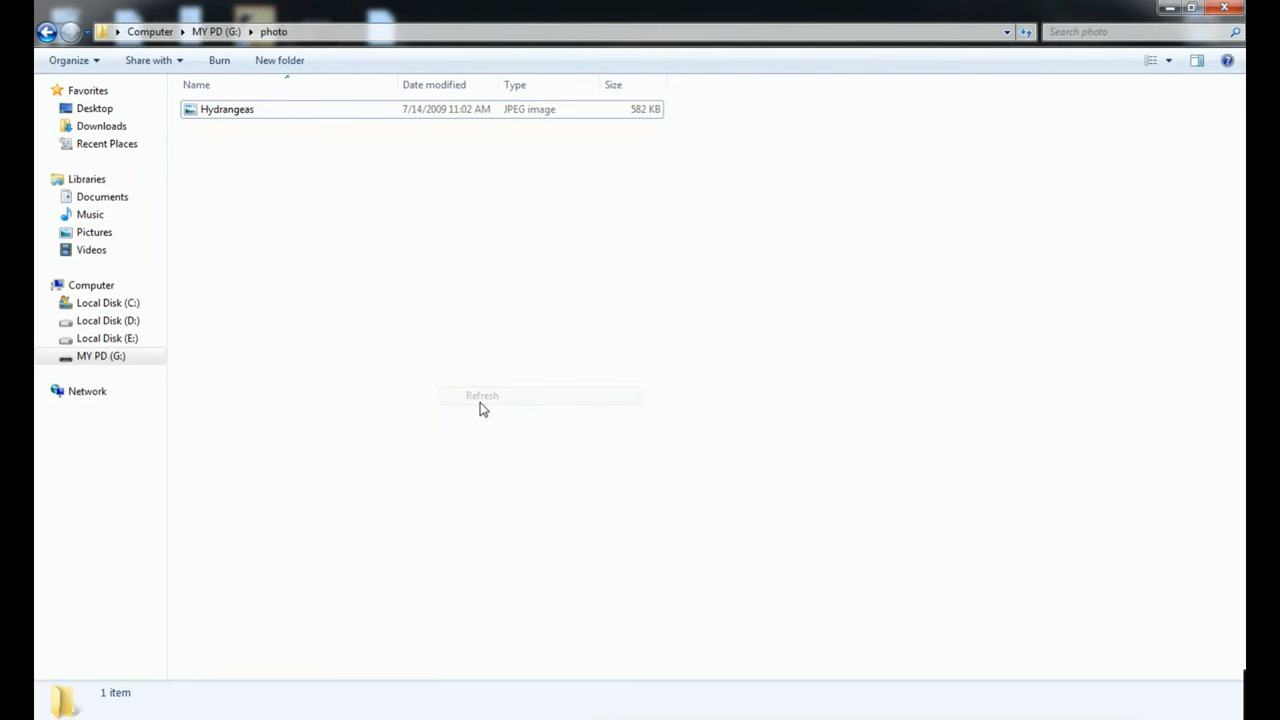 Computer MY PD (G:) photo Search photo
Organize Share with Burn New folder
Name Date modified Type Size
Hydrangeas 7/14/2009 11:02 AM JPEG image 582 KB
Favorites
Desktop
Downloads
Recent Places
Libraries
Documents
Music
Pictures
Videos
Computer
Local Disk (C:)
Local Disk (D:)
Local Disk (E:)
MY PD (G:)
Network
Refresh
1 item